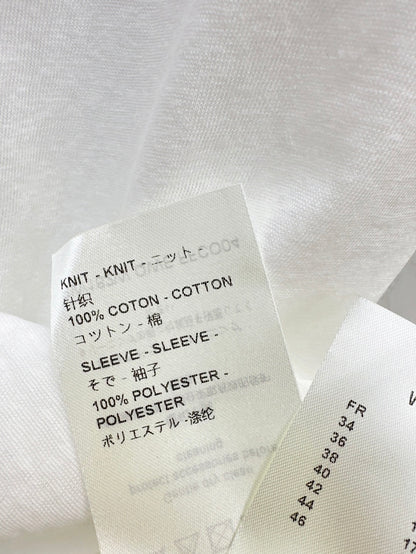 KNIT - KNIT - ニット -
针织
100% COTON - COTTON
コツトン - 棉
SLEEVE - SLEEVE -
そで - 袖子
100% POLYESTER -
POLYESTER
ポリエステル -涤纶
FR
34
36
38
40
42
44
46